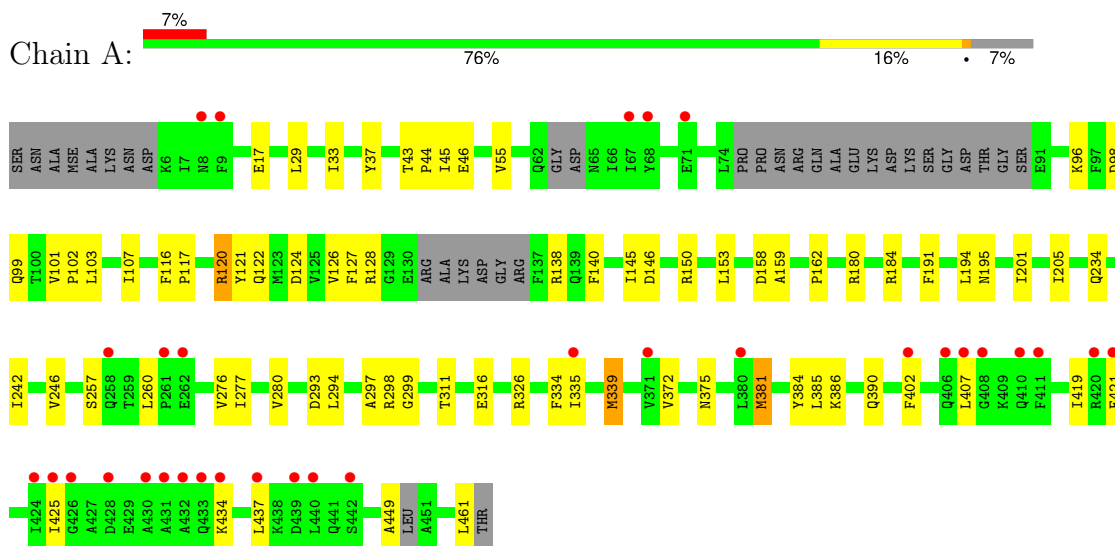 7%
Chain A:
76% 16% • 7%
SER ASN ALA MSE ALA LYS ASN ASP K6 I7 N8 F9 E17 L29 I33 Y37 T43 P44 I45 E46 V55 Q62 GLY ASP N65 I66 I67 Y68 E71 L74 PRO PRO ASN ARG GLN ALA GLU LYS ASP LYS SER GLY ASP THR GLY SER E91 K96 F97 D98
Q99 T100 V101 P102 L103 I107 F116 P117 R120 Y121 Q122 M123 D124 V125 V126 F127 R128 G129 E130 ARG ALA LYS ASP GLY ARG F137 R138 Q139 F140 I145 D146 R150 L153 D158 A159 P162 R180 R184 F191 L194 N195 I201 I205 Q234
I242 V246 S257 Q258 T259 L260 P261 E262 V276 I277 V280 D293 L294 A297 R298 G299 T311 E316 R326 F334 I335 M339 V371 V372 N375 L380 M381 Y384 L385 K386 Q390 F402 Q406 L407 G408 K409 Q410 F411 I419 R420
I424 I425 G426 A427 D428 E429 A430 A431 A432 Q433 K434 L437 K438 D439 L440 Q441 S442 A449 LEU A451 L461 THR